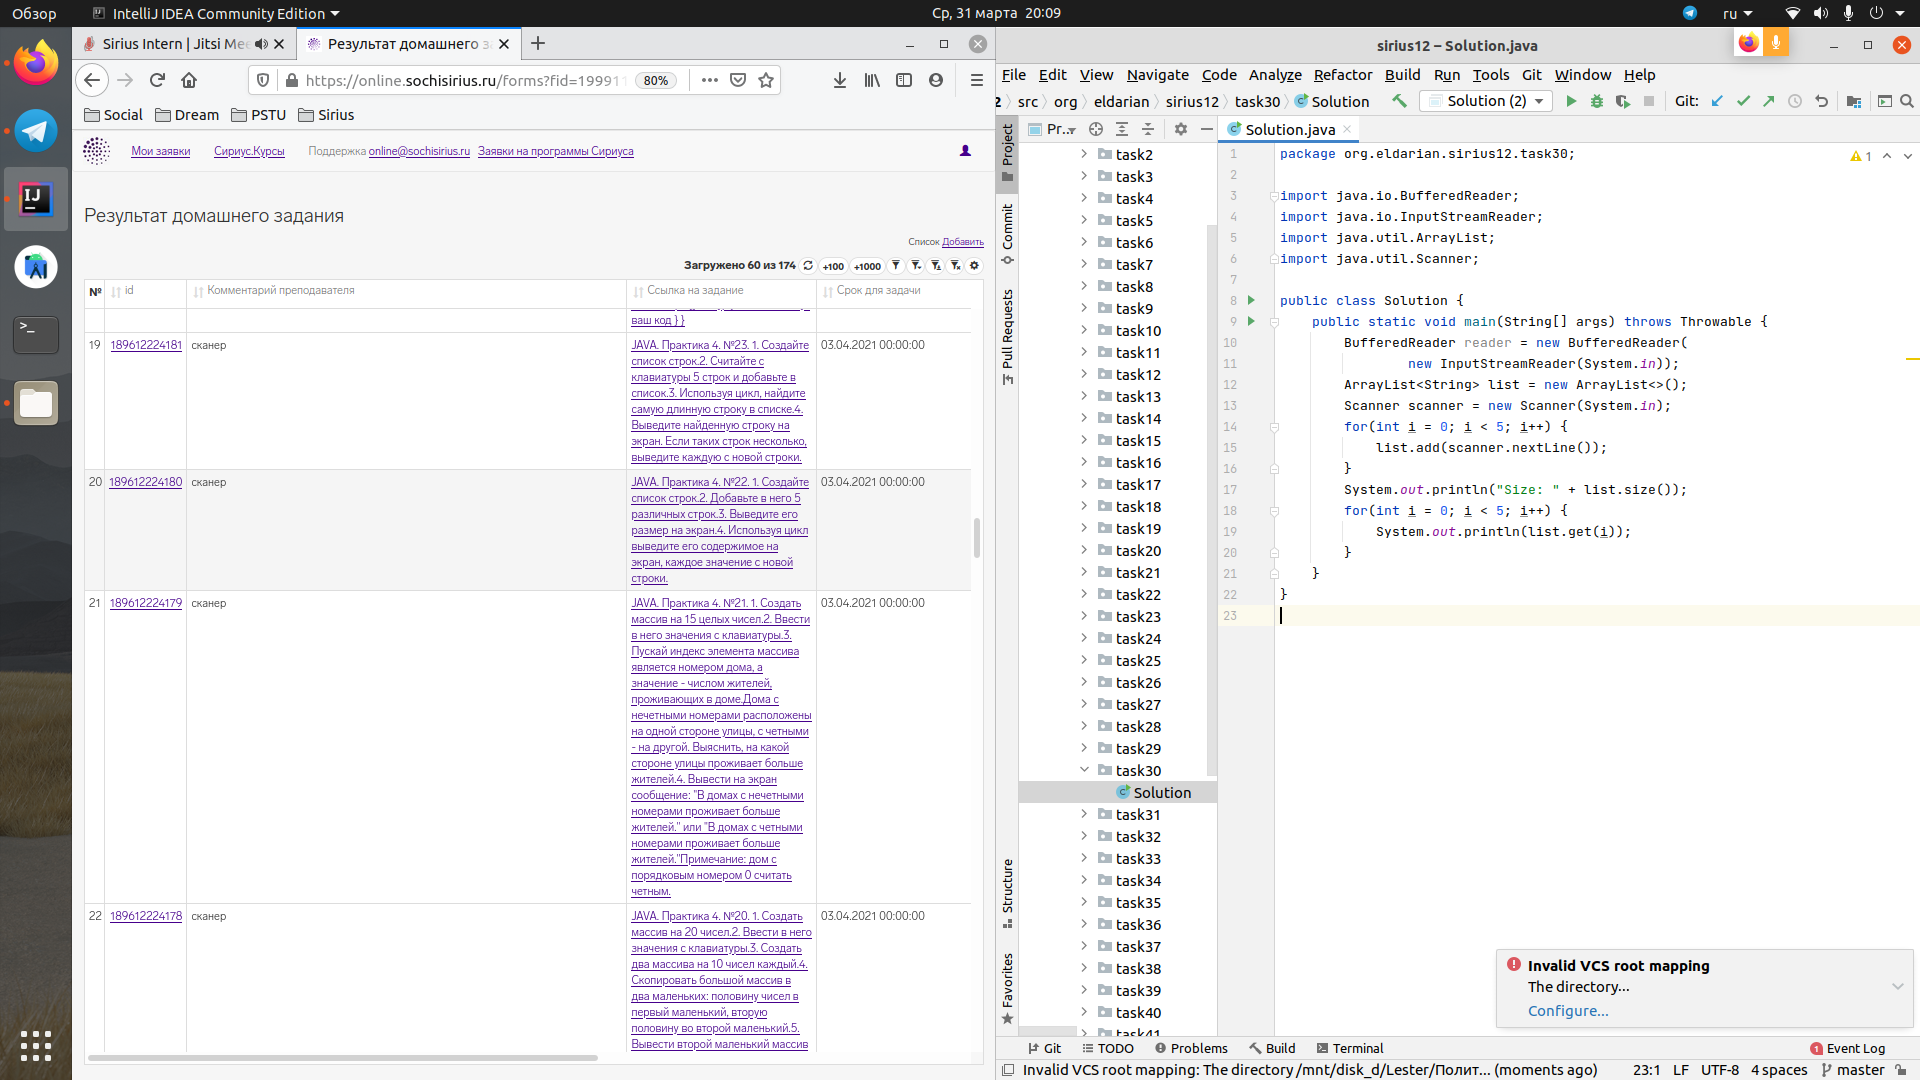 Обзор
IntelliJ IDEA Community Edition
Ср, 31 марта 20:09
ru
Sirius Intern | Jitsi Mee
Результат домашнего за
https://online.sochisirius.ru/forms?fid=19991
80%
Social
Dream
PSTU
Sirius
Мои заявки
Сириус.Курсы
Поддержка online@sochisirius.ru
Заявки на программы Сириуса
Результат домашнего задания
Список Добавить
Загружено 60 из 174
+100
+1000
№ id Комментарий преподавателя Ссылка на задание Срок для задачи
ваш код } }
19 189612224181 сканер
JAVA. Практика 4. №23. 1. Создайте
список строк.2. Считайте с
клавиатуры 5 строк и добавьте в
список.3. Используя цикл, найдите
самую длинную строку в списке.4.
Выведите найденную строку на
экран. Если таких строк несколько,
выведите каждую с новой строки.
03.04.2021 00:00:00
20 189612224180 сканер
JAVA. Практика 4. №22. 1. Создайте
список строк.2. Добавьте в него 5
различных строк.3. Выведите его
размер на экран.4. Используя цикл
выведите его содержимое на
экран, каждое значение с новой
строки.
03.04.2021 00:00:00
21 189612224179 сканер
JAVA. Практика 4. №21. 1. Создать
массив на 15 целых чисел.2. Ввести
в него значения с клавиатуры.3.
Пускай индекс элемента массива
является номером дома, а
значение - числом жителей,
проживающих в доме.Дома с
нечетными номерами расположены
на одной стороне улицы, с четными
- на другой. Выяснить, на какой
стороне улицы проживает больше
жителей.4. Вывести на экран
сообщение: "В домах с нечетными
номерами проживает больше
жителей." или "В домах с четными
номерами проживает больше
жителей."Примечание: дом с
порядковым номером 0 считать
четным.
03.04.2021 00:00:00
22 189612224178 сканер
JAVA. Практика 4. №20. 1. Создать
массив на 20 чисел.2. Ввести в него
значения с клавиатуры.3. Создать
два массива на 10 чисел каждый.4.
Скопировать большой массив в
два маленьких: половину чисел в
первый маленький, вторую
половину во второй маленький.5.
Вывести второй маленький массив
03.04.2021 00:00:00
sirius12 – Solution.java
File Edit View Navigate Code Analyze Refactor Build Run Tools Git Window Help
2 src org eldarian sirius12 task30 Solution
Solution (2)
Git:
Project
Commit
Pull Requests
Structure
Favorites
Pr...
Solution.java
task2
task3
task4
task5
task6
task7
task8
task9
task10
task11
task12
task13
task14
task15
task16
task17
task18
task19
task20
task21
task22
task23
task24
task25
task26
task27
task28
task29
task30
Solution
task31
task32
task33
task34
task35
task36
task37
task38
task39
task40
task41
1 package org.eldarian.sirius12.task30;
2
3 import java.io.BufferedReader;
4 import java.io.InputStreamReader;
5 import java.util.ArrayList;
6 import java.util.Scanner;
7
8 public class Solution {
9 public static void main(String[] args) throws Throwable {
10 BufferedReader reader = new BufferedReader(
11 new InputStreamReader(System.in));
12 ArrayList<String> list = new ArrayList<>();
13 Scanner scanner = new Scanner(System.in);
14 for(int i = 0; i < 5; i++) {
15 list.add(scanner.nextLine());
16 }
17 System.out.println("Size: " + list.size());
18 for(int i = 0; i < 5; i++) {
19 System.out.println(list.get(i));
20 }
21 }
22 }
23
1
Invalid VCS root mapping
The directory...
Configure...
Git TODO Problems Build Terminal
1 Event Log
Invalid VCS root mapping: The directory /mnt/disk_d/Lester/Полит... (moments ago)
23:1 LF UTF-8 4 spaces master